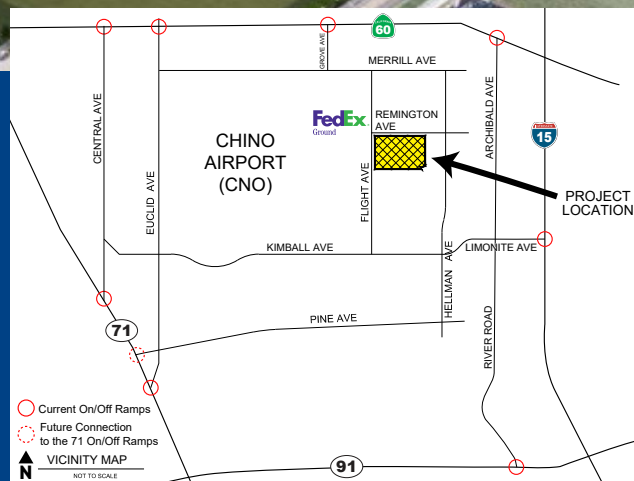 60
GROVE AVE
MERRILL AVE
CENTRAL AVE
EUCLID AVE
ARCHIBALD AVE
FedEx
Ground
REMINGTON
AVE
15
CHINO
AIRPORT
(CNO)
FLIGHT AVE
PROJECT
LOCATION
KIMBALL AVE
HELLMAN AVE
LIMONITE AVE
PINE AVE
71
RIVER ROAD
Current On/Off Ramps
Future Connection
to the 71 On/Off Ramps
VICINITY MAP
N
NOT TO SCALE
91